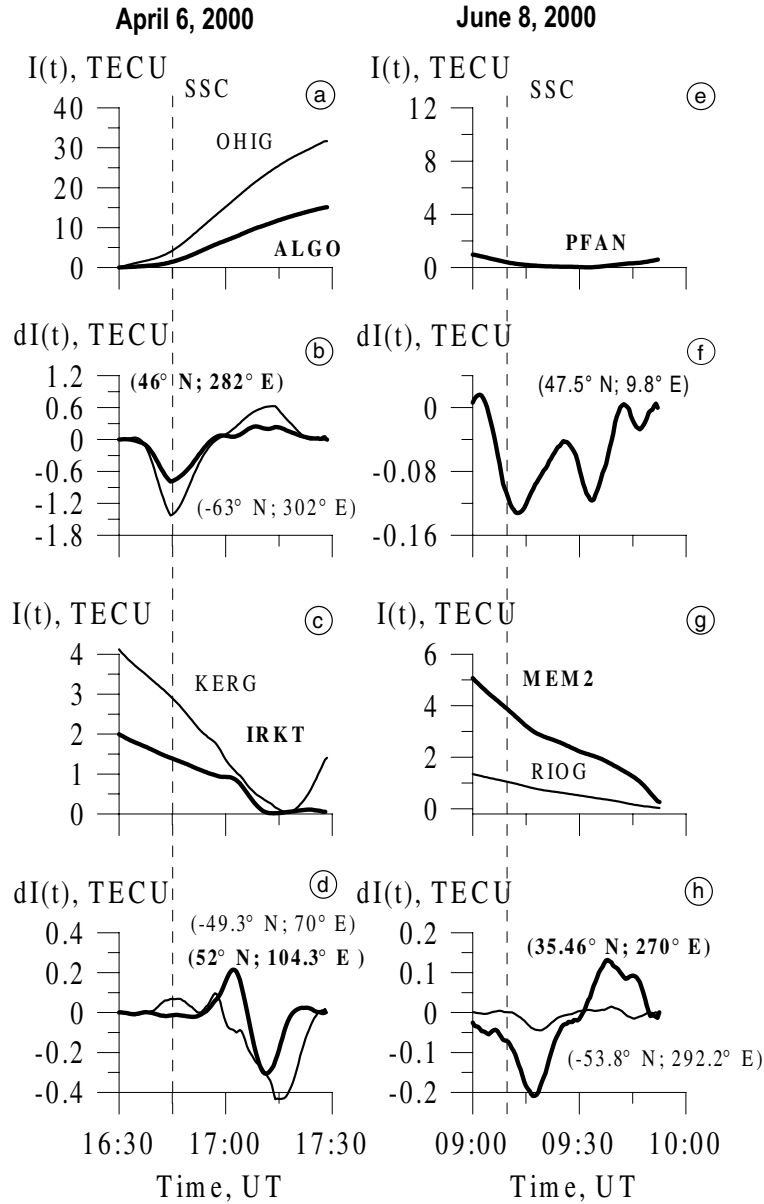 April 6, 2000
June 8, 2000
I(t), TECU
SSC
a
40
30
20
10
0
OHIG
ALGO
I(t), TECU
SSC
e
12
8
4
0
PFAN
dI(t), TECU
b
1.2
0.6
0
-0.6
-1.2
-1.8
(46° N; 282° E)
(-63° N; 302° E)
dI(t), TECU
f
0
-0.08
-0.16
(47.5° N; 9.8° E)
I(t), TECU
c
4
3
2
1
0
KERG
IRKT
I(t), TECU
g
6
4
2
0
MEM2
RIOG
dI(t), TECU
d
0.4
0.2
0
-0.2
-0.4
(-49.3° N; 70° E)
(52° N; 104.3° E )
16:30
17:00
17:30
Time, UT
dI(t), TECU
h
0.2
0.1
0
-0.1
-0.2
(35.46° N; 270° E)
(-53.8° N; 292.2° E)
09:00
09:30
10:00
Time, UT